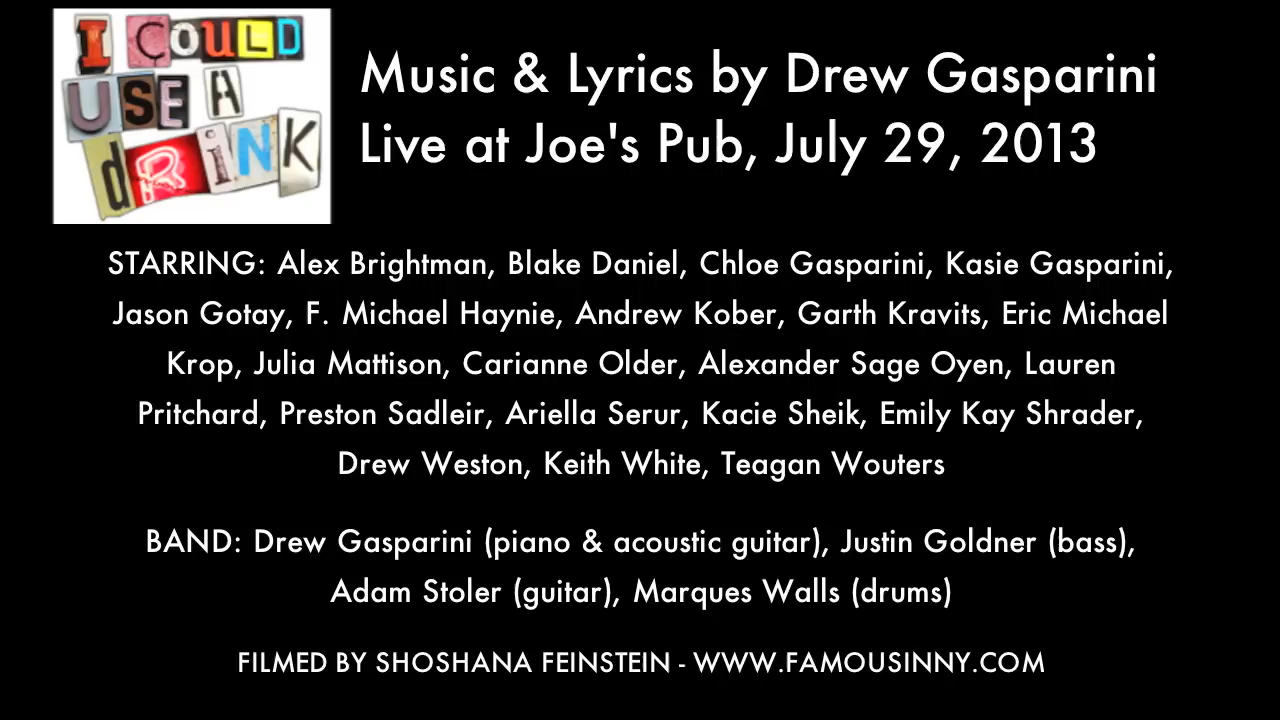 I COULD
USE A
dRiNK
Music & Lyrics by Drew Gasparini
Live at Joe's Pub, July 29, 2013
STARRING: Alex Brightman, Blake Daniel, Chloe Gasparini, Kasie Gasparini,
Jason Gotay, F. Michael Haynie, Andrew Kober, Garth Kravits, Eric Michael
Krop, Julia Mattison, Carianne Older, Alexander Sage Oyen, Lauren
Pritchard, Preston Sadleir, Ariella Serur, Kacie Sheik, Emily Kay Shrader,
Drew Weston, Keith White, Teagan Wouters
BAND: Drew Gasparini (piano & acoustic guitar), Justin Goldner (bass),
Adam Stoler (guitar), Marques Walls (drums)
FILMED BY SHOSHANA FEINSTEIN - WWW.FAMOUSINNY.COM